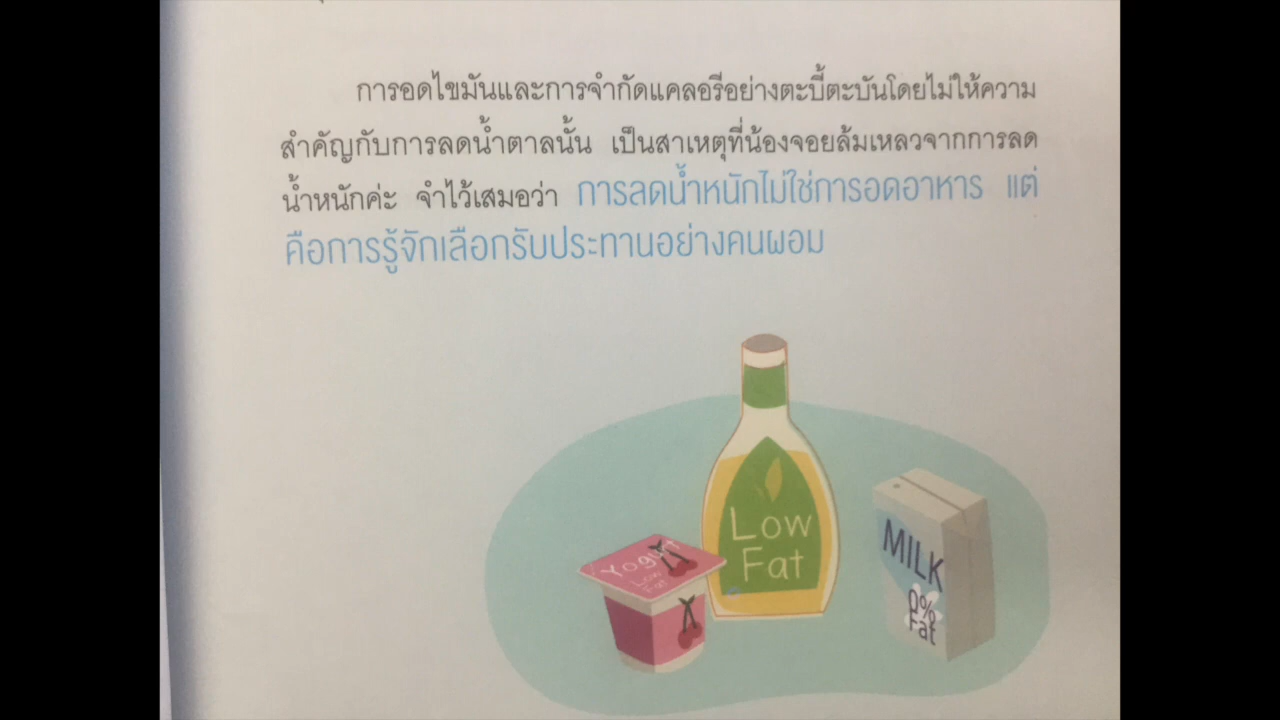 การอดไขมันและการจำกัดแคลอรีอย่างตะบี้ตะบันโดยไม่ให้ความ
สำคัญกับการลดน้ำตาลนั้น เป็นสาเหตุที่น้องจอยล้มเหลวจากการลด
น้ำหนักค่ะ จำไว้เสมอว่า การลดน้ำหนักไม่ใช่การอดอาหาร แต่
คือการรู้จักเลือกรับประทานอย่างคนผอม
Low
Fat
Yogurt
Low
Fat
MILK
0%
Fat